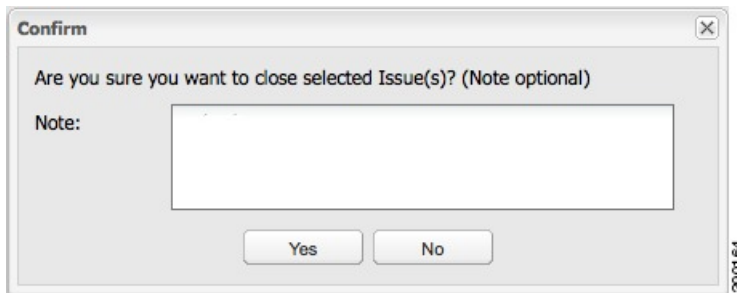 Confirm
Are you sure you want to close selected Issue(s)? (Note optional)
Note:
Yes
No